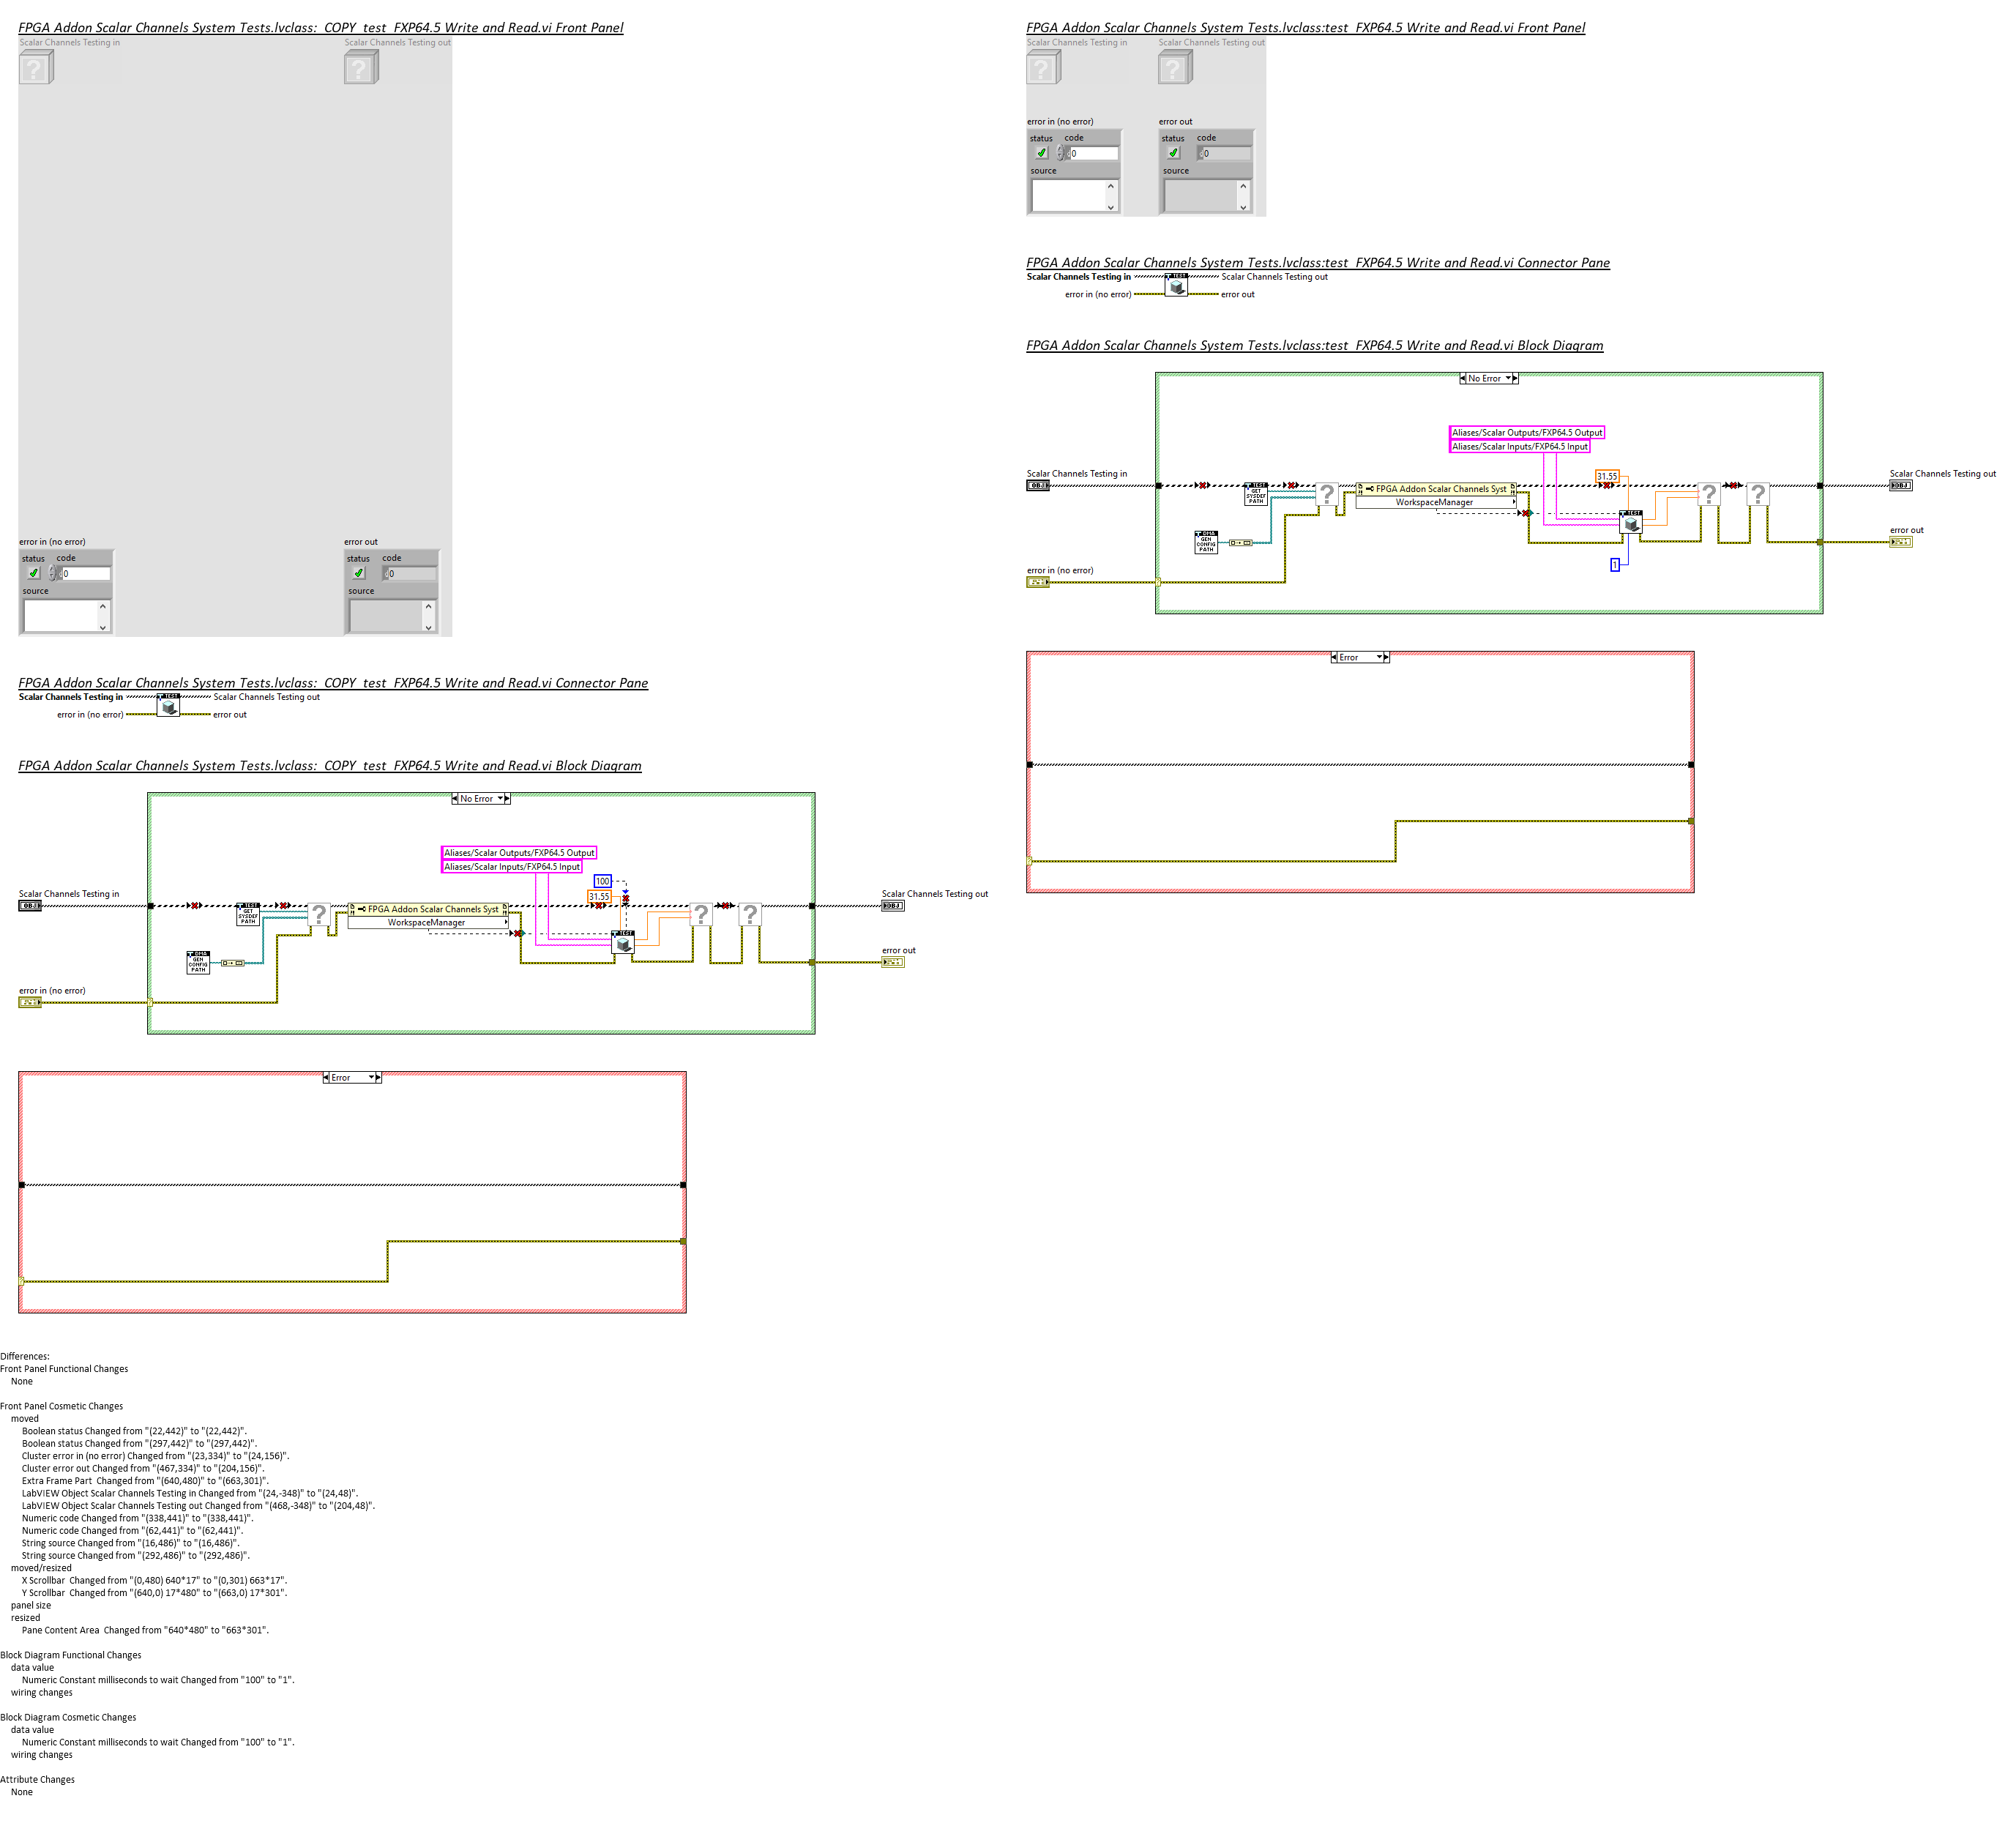 FPGA Addon Scalar Channels System Tests.lvclass:  COPY  test  FXP64.5 Write and Read.vi Front Panel
Scalar Channels Testing in
Scalar Channels Testing out
error in (no error)
status
code
0
source
error out
status
code
0
source
FPGA Addon Scalar Channels System Tests.lvclass:  COPY  test  FXP64.5 Write and Read.vi Connector Pane
Scalar Channels Testing in
TEST
Scalar Channels Testing out
error in (no error)
error out
FPGA Addon Scalar Channels System Tests.lvclass:  COPY  test  FXP64.5 Write and Read.vi Block Diagram
No Error
Aliases/Scalar Outputs/FXP64.5 Output
Aliases/Scalar Inputs/FXP64.5 Input
100
31.55
Scalar Channels Testing in
OBJ
TEST
GET
SYSDEF
PATH
?
FPGA Addon Scalar Channels Syst
WorkspaceManager
TEST
?
?
Scalar Channels Testing out
OBJ
GEN
CONFIG
PATH
error out
error in (no error)
Error
Differences:
Front Panel Functional Changes
None
Front Panel Cosmetic Changes
moved
Boolean status Changed from "(22,442)" to "(22,442)".
Boolean status Changed from "(297,442)" to "(297,442)".
Cluster error in (no error) Changed from "(23,334)" to "(24,156)".
Cluster error out Changed from "(467,334)" to "(204,156)".
Extra Frame Part  Changed from "(640,480)" to "(663,301)".
LabVIEW Object Scalar Channels Testing in Changed from "(24,-348)" to "(24,48)".
LabVIEW Object Scalar Channels Testing out Changed from "(468,-348)" to "(204,48)".
Numeric code Changed from "(338,441)" to "(338,441)".
Numeric code Changed from "(62,441)" to "(62,441)".
String source Changed from "(16,486)" to "(16,486)".
String source Changed from "(292,486)" to "(292,486)".
moved/resized
X Scrollbar  Changed from "(0,480) 640*17" to "(0,301) 663*17".
Y Scrollbar  Changed from "(640,0) 17*480" to "(663,0) 17*301".
panel size
resized
Pane Content Area  Changed from "640*480" to "663*301".
Block Diagram Functional Changes
data value
Numeric Constant milliseconds to wait Changed from "100" to "1".
wiring changes
Block Diagram Cosmetic Changes
data value
Numeric Constant milliseconds to wait Changed from "100" to "1".
wiring changes
Attribute Changes
None
FPGA Addon Scalar Channels System Tests.lvclass:test  FXP64.5 Write and Read.vi Front Panel
Scalar Channels Testing in
Scalar Channels Testing out
error in (no error)
status
code
0
source
error out
status
code
0
source
FPGA Addon Scalar Channels System Tests.lvclass:test  FXP64.5 Write and Read.vi Connector Pane
Scalar Channels Testing in
TEST
Scalar Channels Testing out
error in (no error)
error out
FPGA Addon Scalar Channels System Tests.lvclass:test  FXP64.5 Write and Read.vi Block Diagram
No Error
Aliases/Scalar Outputs/FXP64.5 Output
Aliases/Scalar Inputs/FXP64.5 Input
31.55
Scalar Channels Testing in
OBJ
TEST
GET
SYSDEF
PATH
?
FPGA Addon Scalar Channels Syst
WorkspaceManager
TEST
?
?
Scalar Channels Testing out
OBJ
GEN
CONFIG
PATH
error out
1
error in (no error)
Error